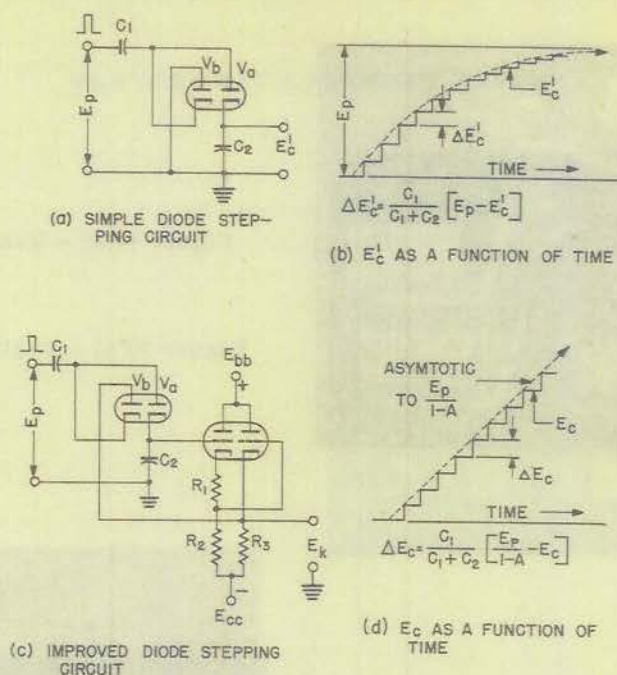 C1
Vb Va
Ep
C2
E'c
(a) SIMPLE DIODE STEP-
PING CIRCUIT
Ep
E'c
ΔE'c
TIME
ΔE'c = C1/(C1+C2) [Ep-E'c]
(b) E'c AS A FUNCTION OF TIME
C1
Vb Va
Ep
C2
Ebb
+
R1
R2 R3
Ek
-
Ecc
(c) IMPROVED DIODE STEPPING
CIRCUIT
ASYMTOTIC
TO Ep/(1-A)
Ec
ΔEc
TIME
ΔEc = C1/(C1+C2) [Ep/(1-A) -Ec]
(d) Ec AS A FUNCTION OF
TIME